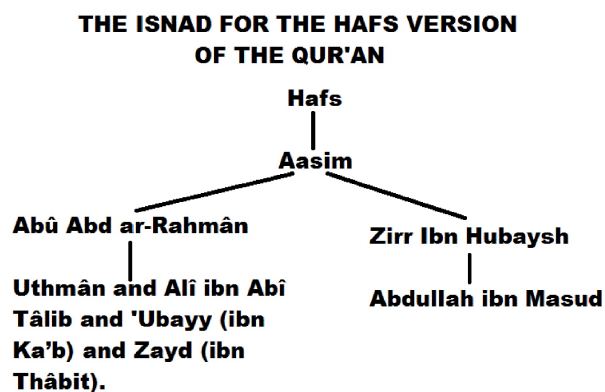 THE ISNAD FOR THE HAFS VERSION
OF THE QUR'AN
Hafs
Aasim
Abû Abd ar-Rahmân
Uthmân and Alî ibn Abî
Tâlib and 'Ubayy (ibn
Ka’b) and Zayd (ibn
Thâbit).
Zirr Ibn Hubaysh
Abdullah ibn Masud